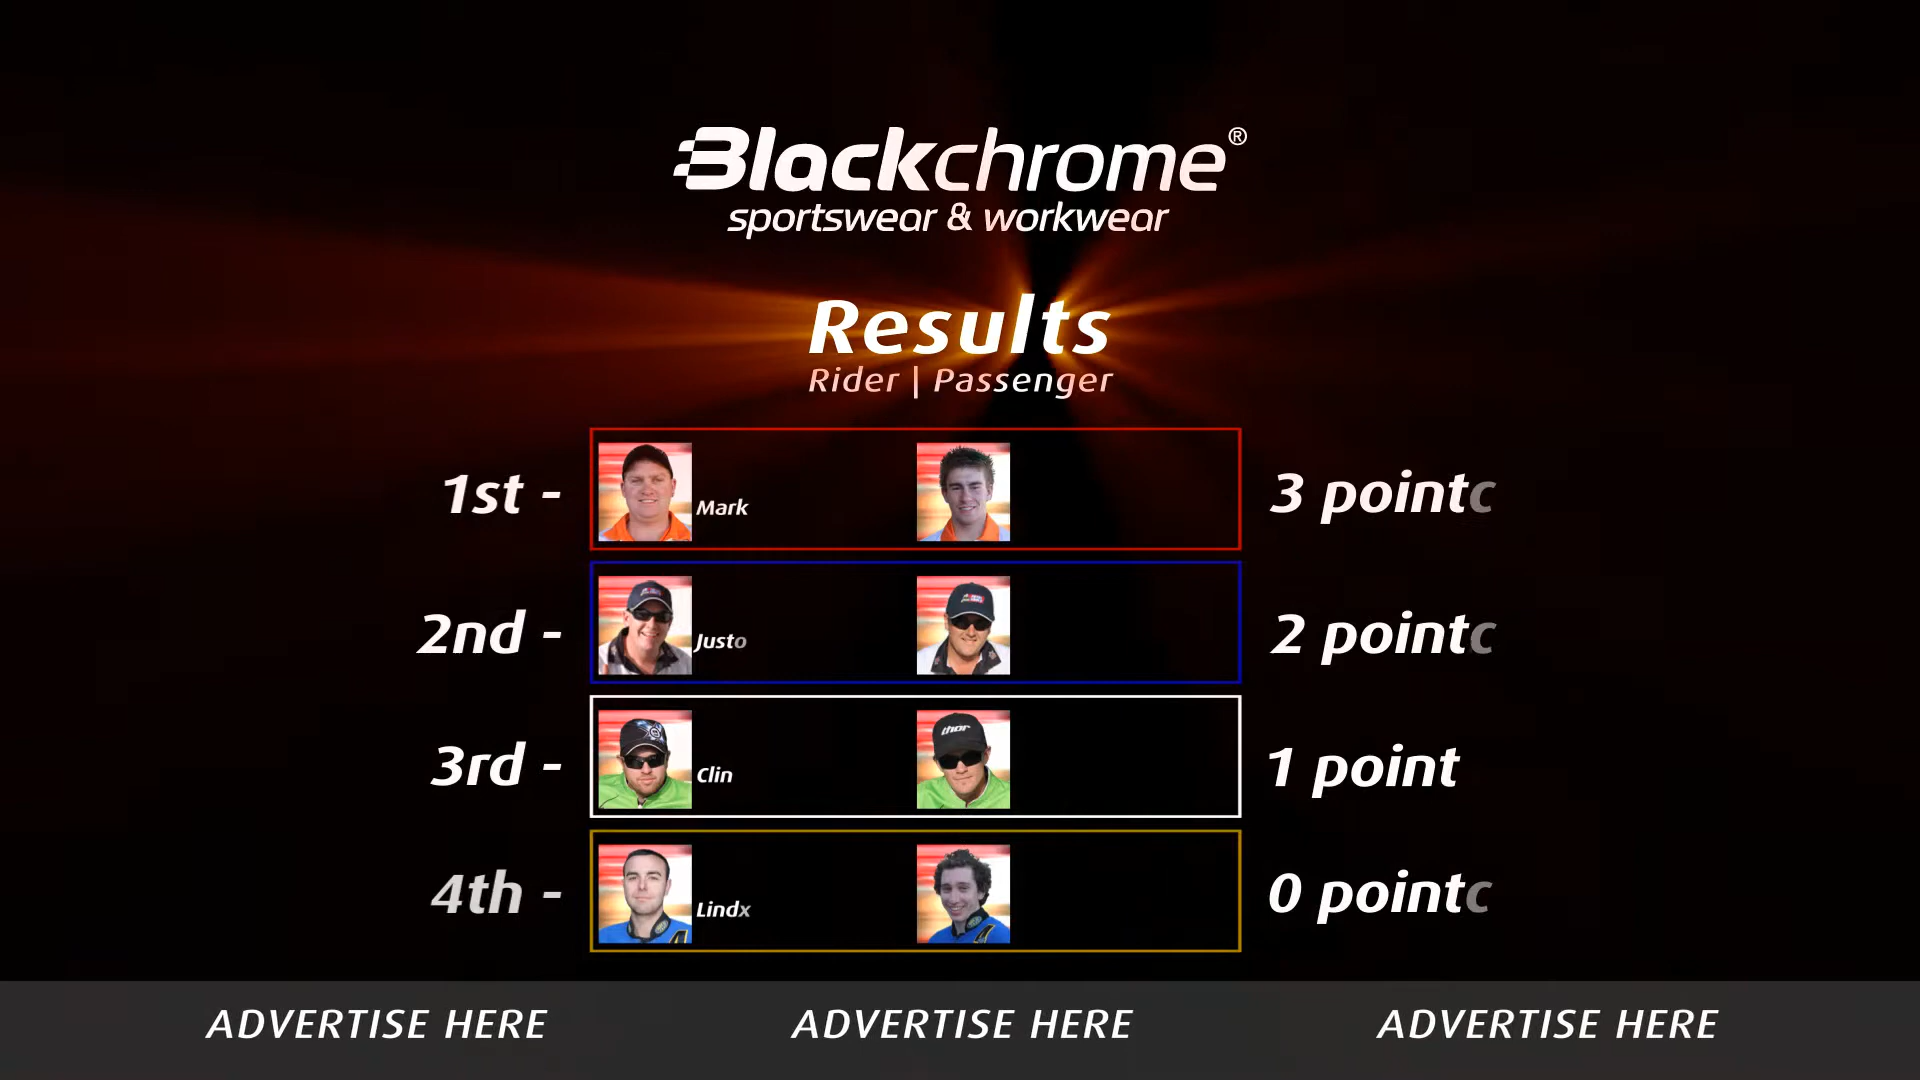 Blackchrome®
sportswear & workwear
Results
Rider | Passenger
1st - Mark 3 pointc
2nd - Justo 2 pointc
thor
3rd - Clin 1 point
4th - Lindx 0 pointc
ADVERTISE HERE ADVERTISE HERE ADVERTISE HERE